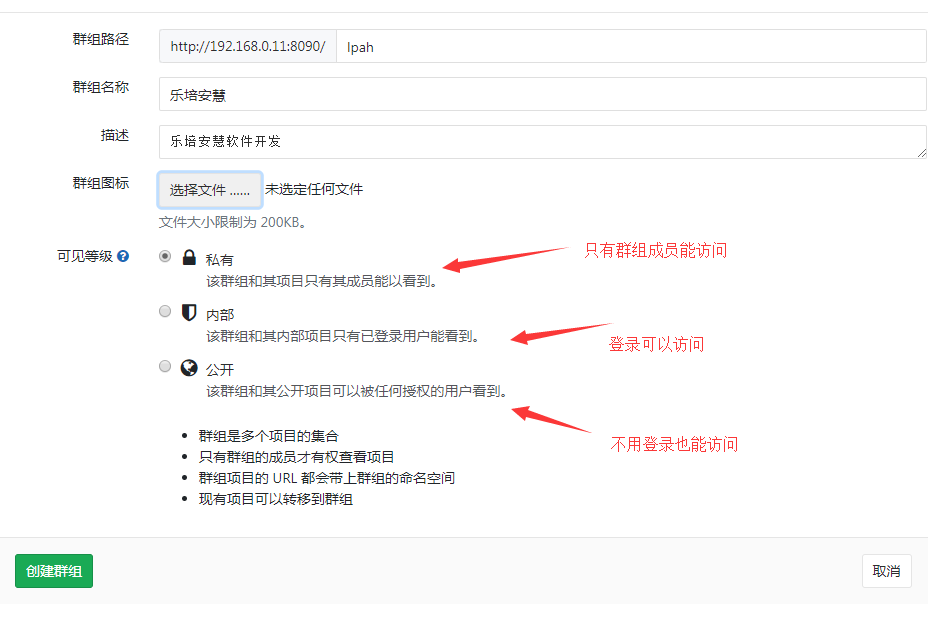 群组路径 http://192.168.0.11:8090/ lpah
群组名称 乐培安慧
描述 乐培安慧软件开发
群组图标 选择文件 ...... 未选定任何文件
文件大小限制为 200KB。
可见等级 私有
只有群组成员能访问
该群组和其项目只有其成员能以看到。
内部
该群组和其内部项目只有已登录用户能看到。
登录可以访问
公开
该群组和其公开项目可以被任何授权的用户看到。
不用登录也能访问
群组是多个项目的集合
只有群组的成员才有权查看项目
群组项目的 URL 都会带上群组的命名空间
现有项目可以转移到群组
创建群组 取消